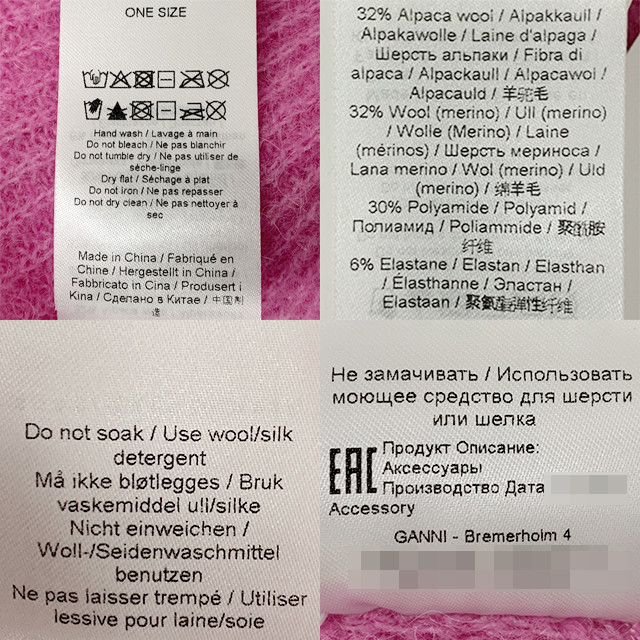 ONE SIZE
Hand wash / Lavage à main
Do not bleach / Ne pas blanchir
Do not tumble dry / Ne pas utiliser de
sèche-linge
Dry flat / Séchage à plat
Do not iron / Ne pas repasser
Do not dry clean / Ne pas nettoyer à
sec
Made in China / Fabriqué en
Chine / Hergestellt in China /
Fabbricato in Cina / Produsert i
Kina / Сделано в Китае / 中国制
造
32% Alpaca wool / Alpakkaull /
Alpakawolle / Laine d'alpaga /
Шерсть альпаки / Fibra di
alpaca / Alpackaull / Alpacawol /
Alpacauld / 羊驼毛
32% Wool (merino) / Ull (merino)
/ Wolle (Merino) / Laine
(mérinos) / Шерсть мериноса /
Lana merino / Wol (merino) / Uld
(merino) / 绵羊毛
30% Polyamide / Polyamid /
Полиамид / Poliammide / 聚酰胺
纤维
6% Elastane / Elastan / Elasthan
/ Élasthanne / Эластан /
Elastaan / 聚氨酯弹性纤维
Do not soak / Use wool/silk
detergent
Må ikke bløtlegges / Bruk
vaskemiddel ull/silke
Nicht einweichen /
Woll-/Seidenwaschmittel
benutzen
Ne pas laisser trempé / Utiliser
lessive pour laine/soie
Не замачивать / Использовать
моющее средство для шерсти
или шелка
EAC
Продукт Описание:
Аксессуары
Производство Дата
Accessory
GANNI - Bremerholm 4